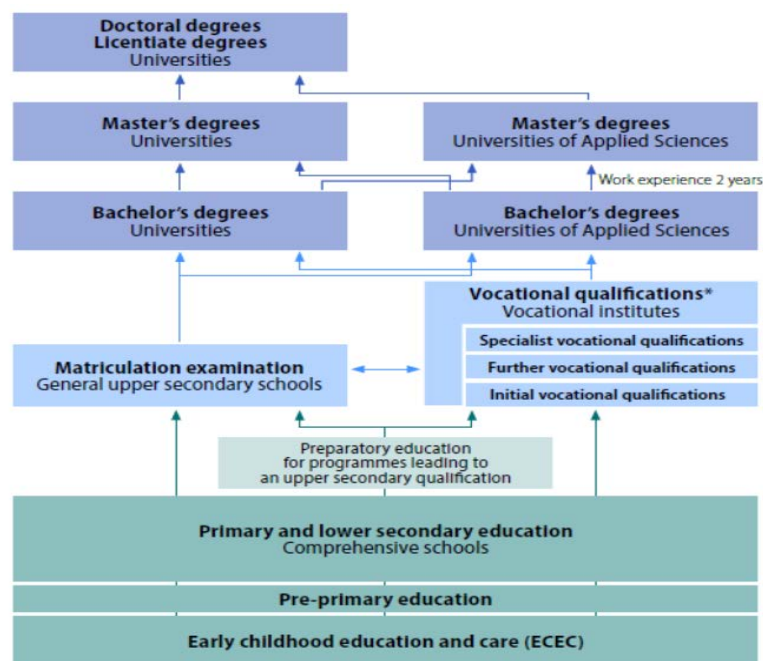 Doctoral degrees
Licentiate degrees
Universities
Master's degrees
Universities
Master's degrees
Universities of Applied Sciences
Work experience 2 years
Bachelor's degrees
Universities
Bachelor's degrees
Universities of Applied Sciences
Vocational qualifications*
Vocational institutes
Specialist vocational qualifications
Further vocational qualifications
Initial vocational qualifications
Matriculation examination
General upper secondary schools
Preparatory education
for programmes leading to
an upper secondary qualification
Primary and lower secondary education
Comprehensive schools
Pre-primary education
Early childhood education and care (ECEC)